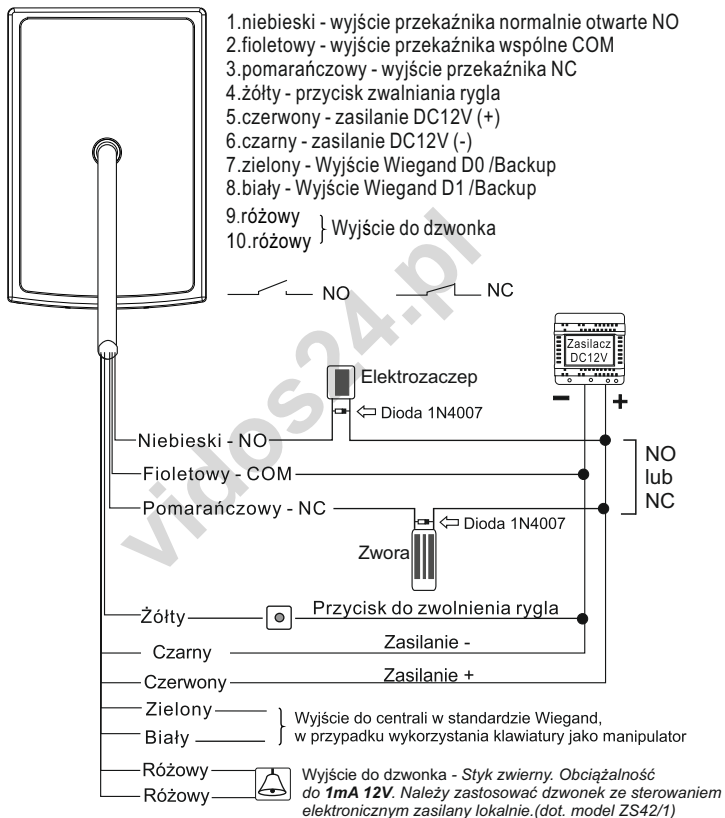 1.niebieski - wyjście przekaźnika normalnie otwarte NO
2.fioletowy - wyjście przekaźnika wspólne COM
3.pomarańczowy - wyjście przekaźnika NC
4.żółty - przycisk zwalniania rygla
5.czerwony - zasilanie DC12V (+)
6.czarny - zasilanie DC12V (-)
7.zielony - Wyjście Wiegand D0 /Backup
8.biały - Wyjście Wiegand D1 /Backup
9.różowy
10.różowy } Wyjście do dzwonka
NO
NC
Zasilacz
DC12V
- +
Elektrozaczep
Dioda 1N4007
Niebieski - NO
Fioletowy - COM
NO
lub
NC
Pomarańczowy - NC
Dioda 1N4007
Zwora
Żółty
Przycisk do zwolnienia rygla
Czarny
Zasilanie -
Czerwony
Zasilanie +
Zielony
Biały
Wyjście do centrali w standardzie Wiegand,
w przypadku wykorzystania klawiatury jako manipulator
Różowy
Różowy
Wyjście do dzwonka - Styk zwierny. Obciążalność
do 1mA 12V. Należy zastosować dzwonek ze sterowaniem
elektronicznym zasilany lokalnie.(dot. model ZS42/1)
vidos24.pl